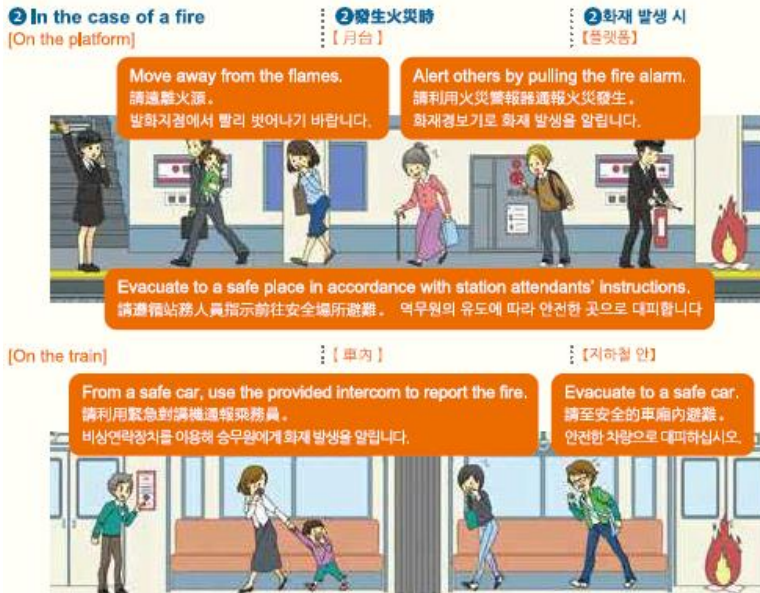 ❷ In the case of a fire
❷發生火災時
❷화재 발생 시
[On the platform]
【月台】
【플랫폼】
Move away from the flames.
請遠離火源。
발화지점에서 빨리 벗어나기 바랍니다.
Alert others by pulling the fire alarm.
請利用火災警報器通報火災發生。
화재경보기로 화재 발생을 알립니다.
Evacuate to a safe place in accordance with station attendants' instructions.
請遵循站務人員指示前往安全場所避難。 역무원의 유도에 따라 안전한 곳으로 대피합니다
[On the train]
【車內】
【지하철 안】
From a safe car, use the provided intercom to report the fire.
請利用緊急對講機通報乘務員。
비상연락장치를 이용해 승무원에게 화재 발생을 알립니다.
Evacuate to a safe car.
請至安全的車廂內避難。
안전한 차량으로 대피하십시오.